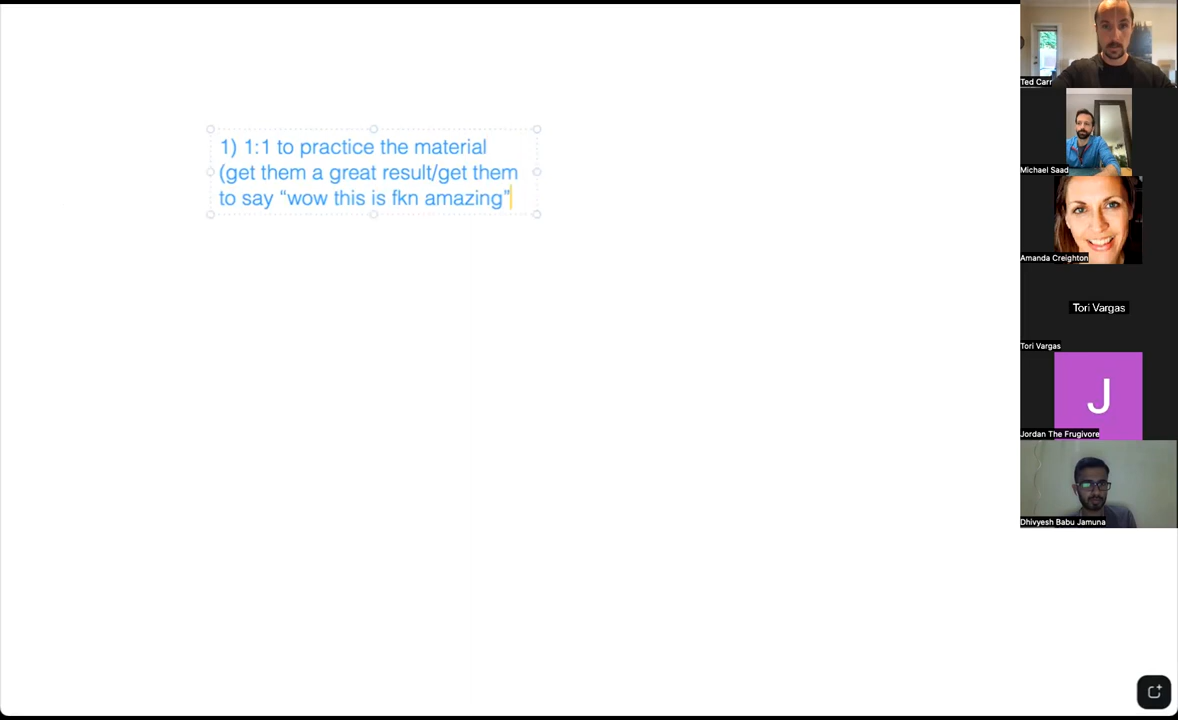 1) 1:1 to practice the material
(get them a great result/get them
to say “wow this is fkn amazing”
Ted Carr
Michael Saad
Amanda Creighton
Tori Vargas
Tori Vargas
J
Jordan The Frugivore
Dhivyesh Babu Jamuna